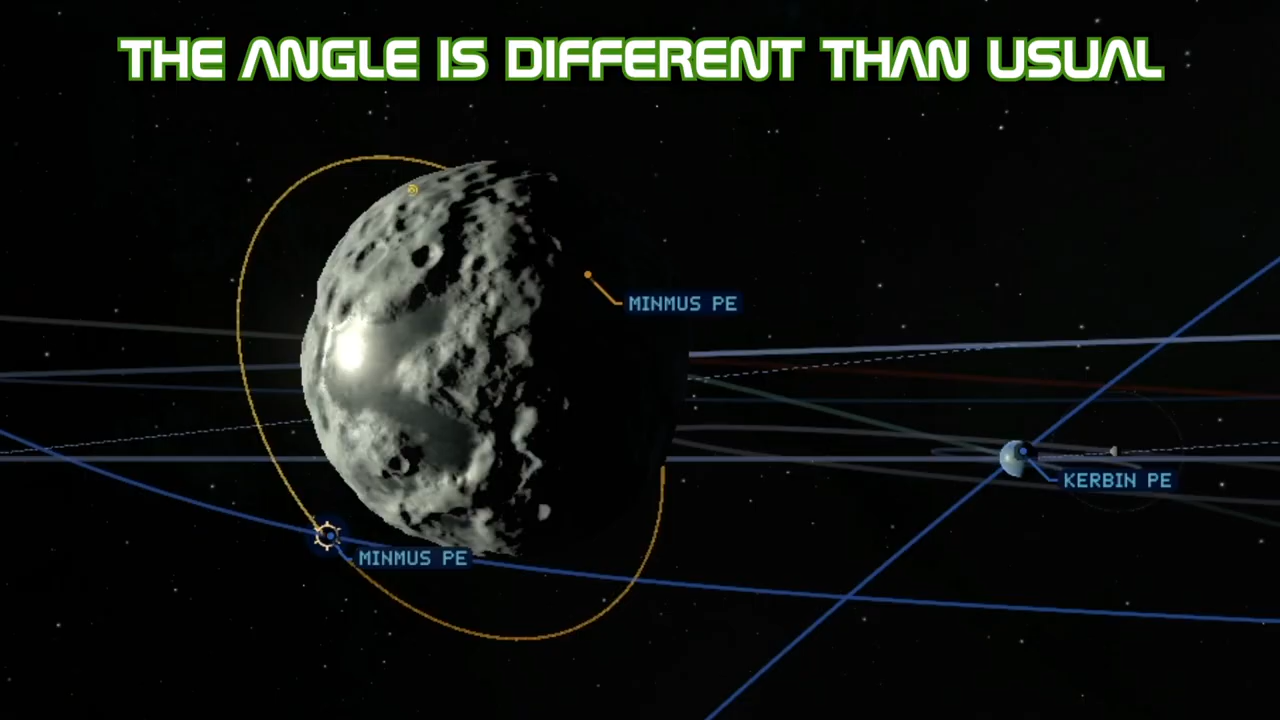 THE ANGLE IS DIFFERENT THAN USUAL
MINMUS PE
KERBIN PE
MINMUS PE